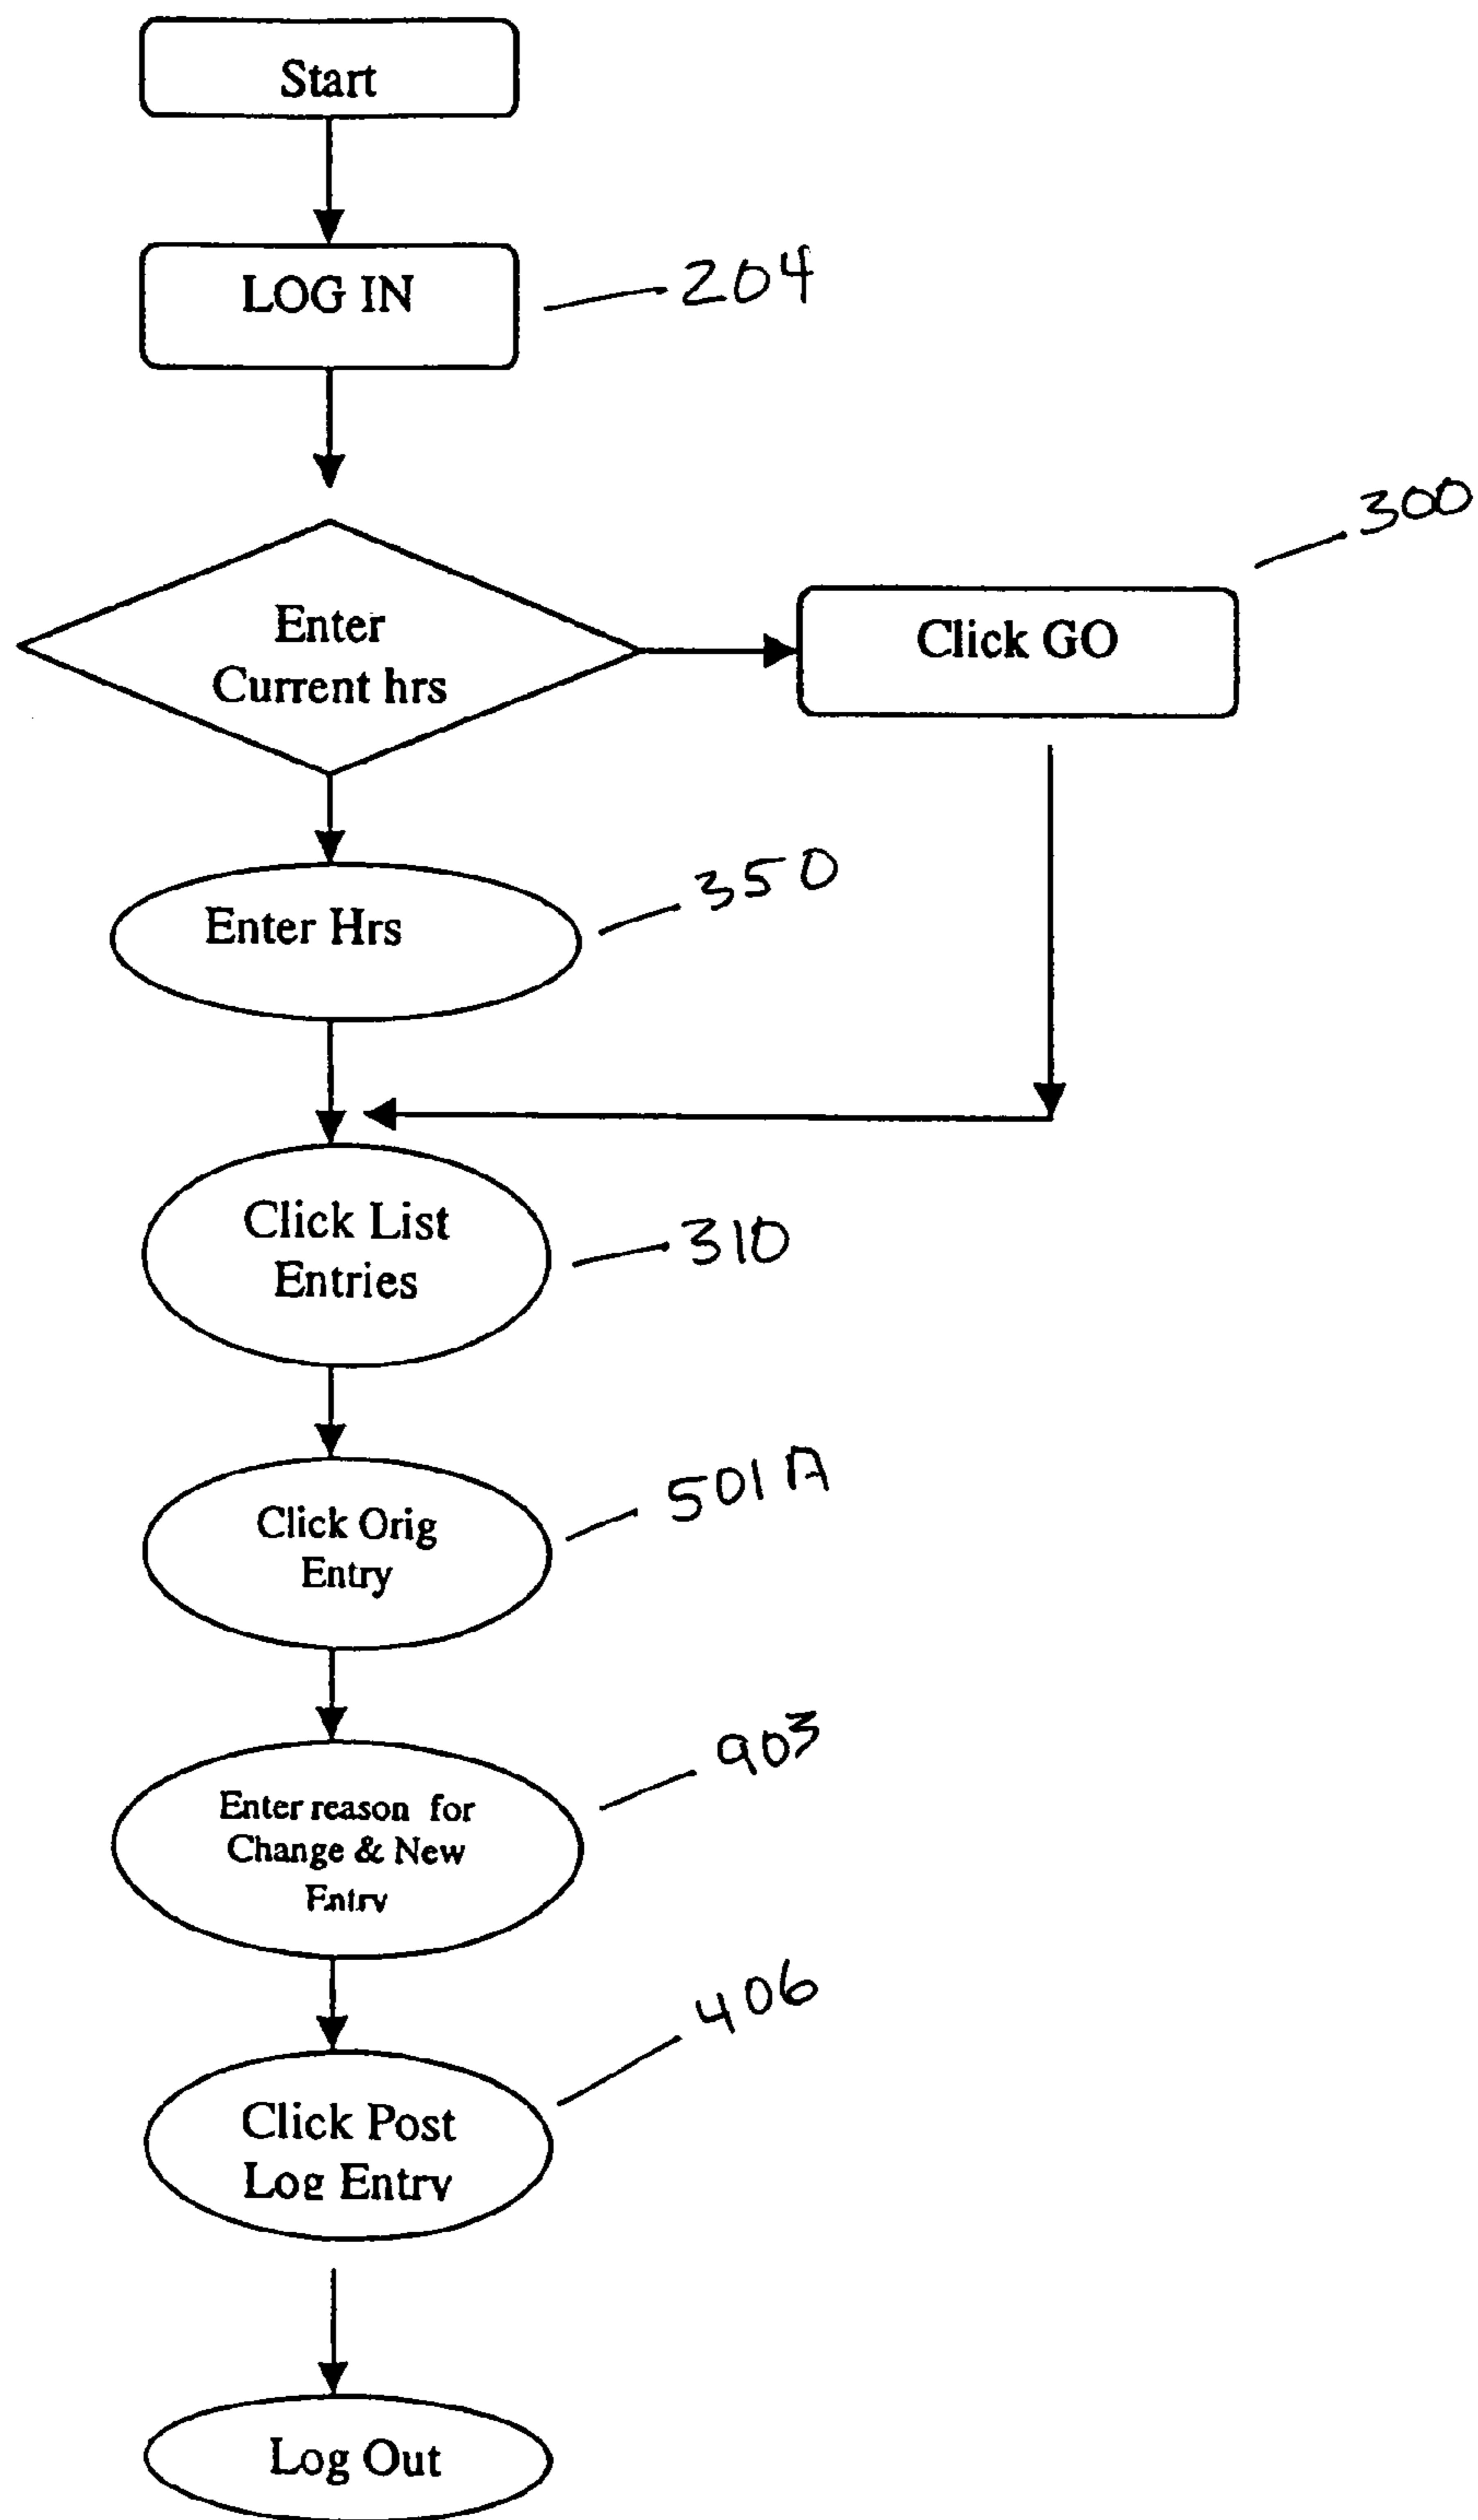 Start
LOG IN
204
300
Enter
Current hrs
Click GO
350
Enter Hrs
Click List
Entries
310
501A
Click Orig
Entry
903
Enter reason for
Change & New
Entry
406
Click Post
Log Entry
Log Out